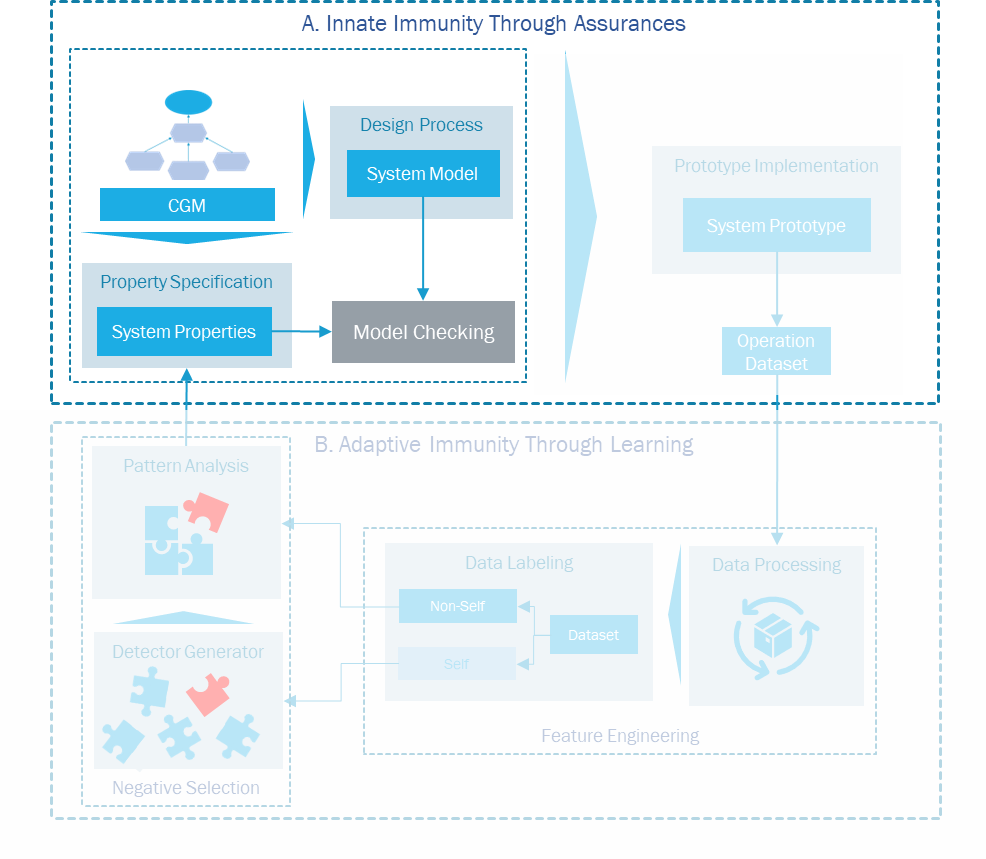 A. Innate Immunity Through Assurances
Design Process
System Model
CGM
Property Specification
System Properties
Model Checking
Prototype Implementation
System Prototype
Operation
Dataset
B. Adaptive Immunity Through Learning
Pattern Analysis
Detector Generator
Negative Selection
Data Labeling
Non-Self
Dataset
Self
Data Processing
Feature Engineering